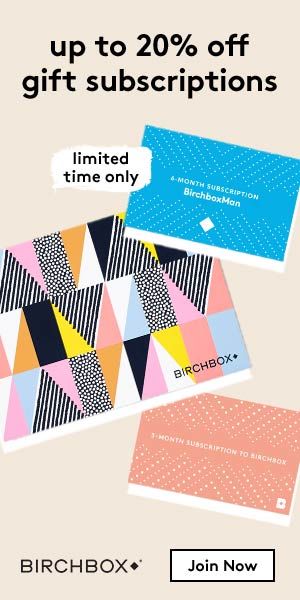 up to 20% off
gift subscriptions
limited
time only
6-MONTH SUBSCRIPTION
BirchboxMan
BIRCHBOX
3-MONTH SUBSCRIPTION TO BIRCHBOX
BIRCHBOX
Join Now